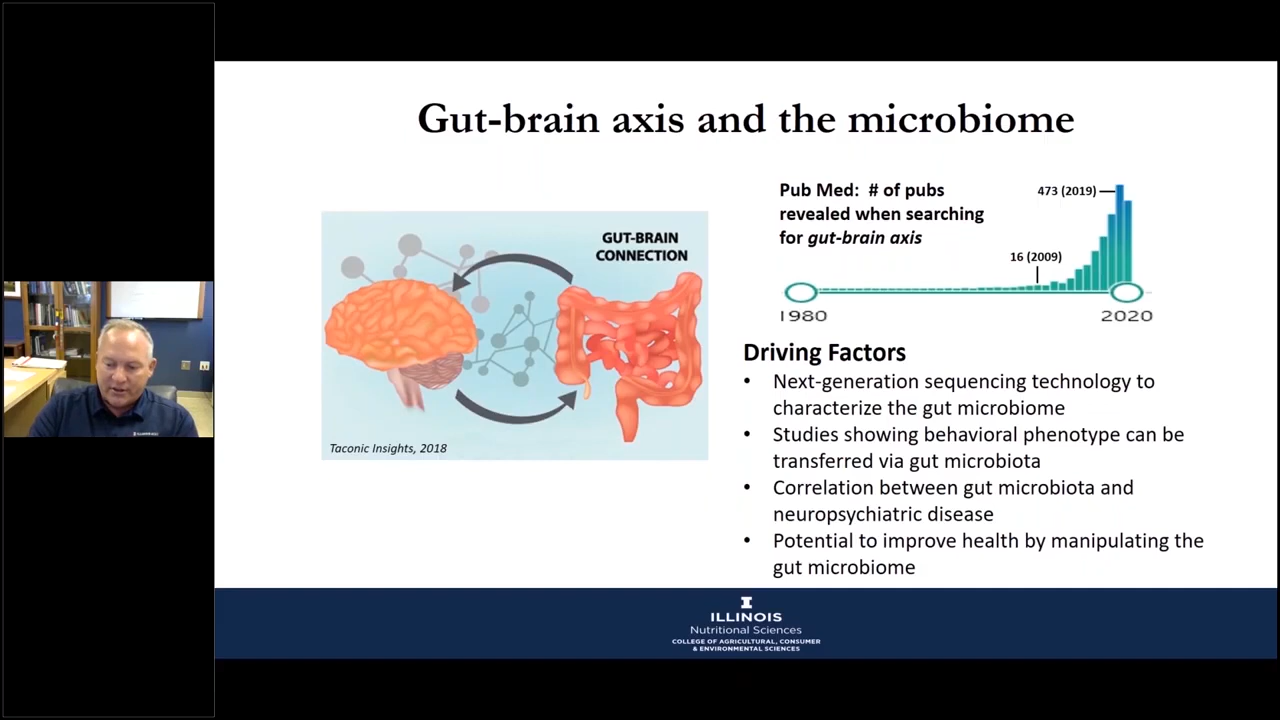 Gut-brain axis and the microbiome
GUT-BRAIN
CONNECTION
Taconic Insights, 2018
Pub Med: # of pubs
revealed when searching
for gut-brain axis
473 (2019)
16 (2009)
1980
2020
Driving Factors
• Next-generation sequencing technology to
characterize the gut microbiome
• Studies showing behavioral phenotype can be
transferred via gut microbiota
• Correlation between gut microbiota and
neuropsychiatric disease
• Potential to improve health by manipulating the
gut microbiome
I
ILLINOIS
Nutritional Sciences
COLLEGE OF AGRICULTURAL, CONSUMER
& ENVIRONMENTAL SCIENCES